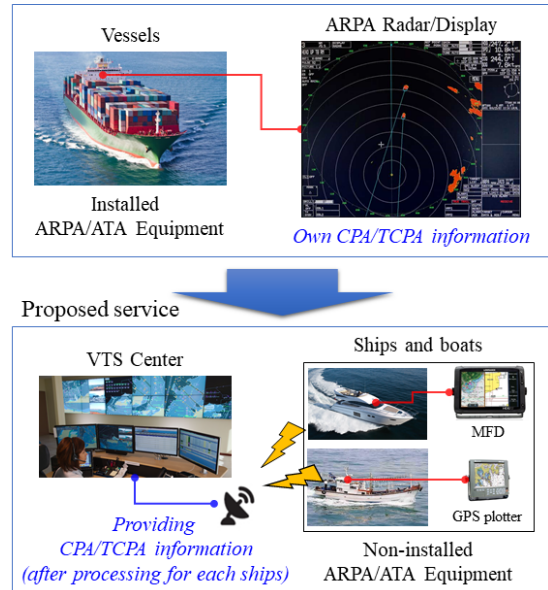 Vessels
ARPA Radar/Display
Installed
ARPA/ATA Equipment
Own CPA/TCPA information
Proposed service
VTS Center
Ships and boats
MFD
GPS plotter
Providing
CPA/TCPA information
(after processing for each ships)
Non-installed
ARPA/ATA Equipment